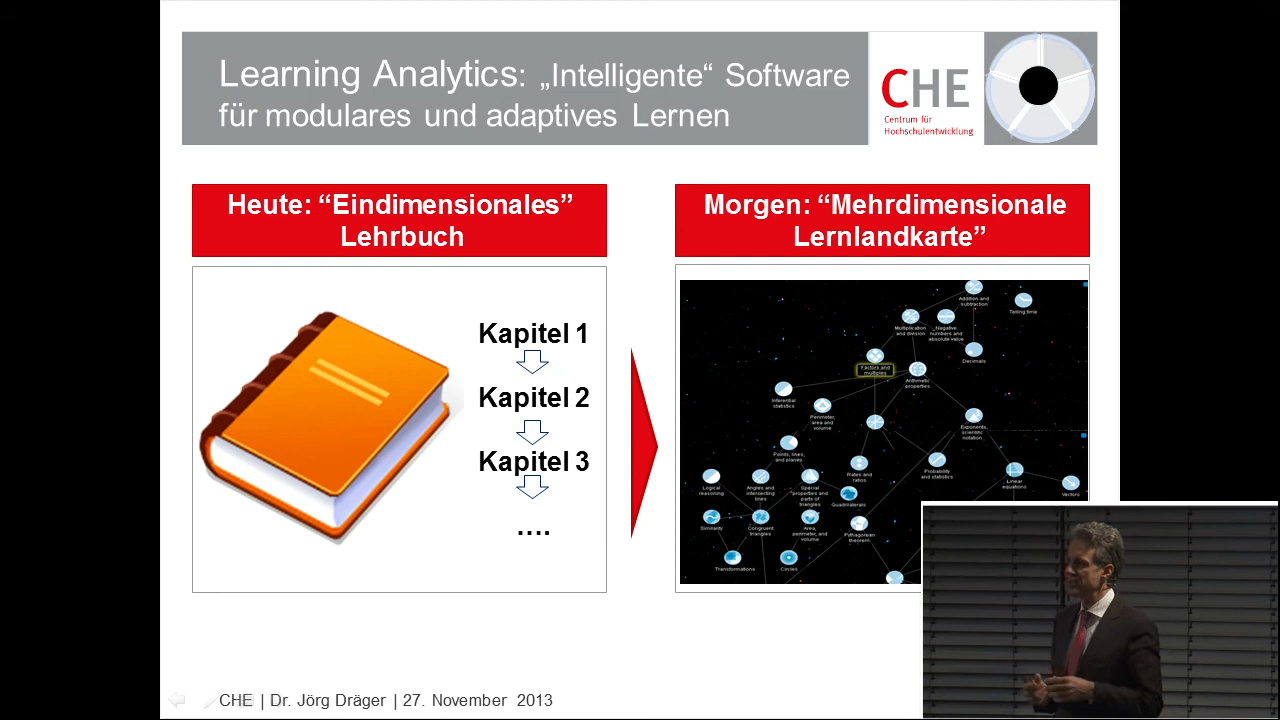 Learning Analytics: „Intelligente“ Software
für modulares und adaptives Lernen
CHE
Centrum für
Hochschulentwicklung
Heute: “Eindimensionales”
Lehrbuch
Kapitel 1
Kapitel 2
Kapitel 3
….
Morgen: “Mehrdimensionale
Lernlandkarte”
Addition and
subtraction
Telling time
Multiplication
and division
Negative
numbers and
absolute value
Decimals
Factors and
multiples
Arithmetic
properties
Inferential
statistics
Perimeter,
area and
volume
Exponents,
scientific
notation
Points, lines,
and planes
Rates and
ratios
Probability
and statistics
Linear
equations
Vectors
Logical
reasoning
Angles and
intersecting
lines
Special
properties and
parts of
triangles
Quadrilaterals
Similarity
Congruent
triangles
Area,
perimeter, and
volume
Pythagorean
theorem
Transformations
Circles
CHE | Dr. Jörg Dräger | 27. November 2013